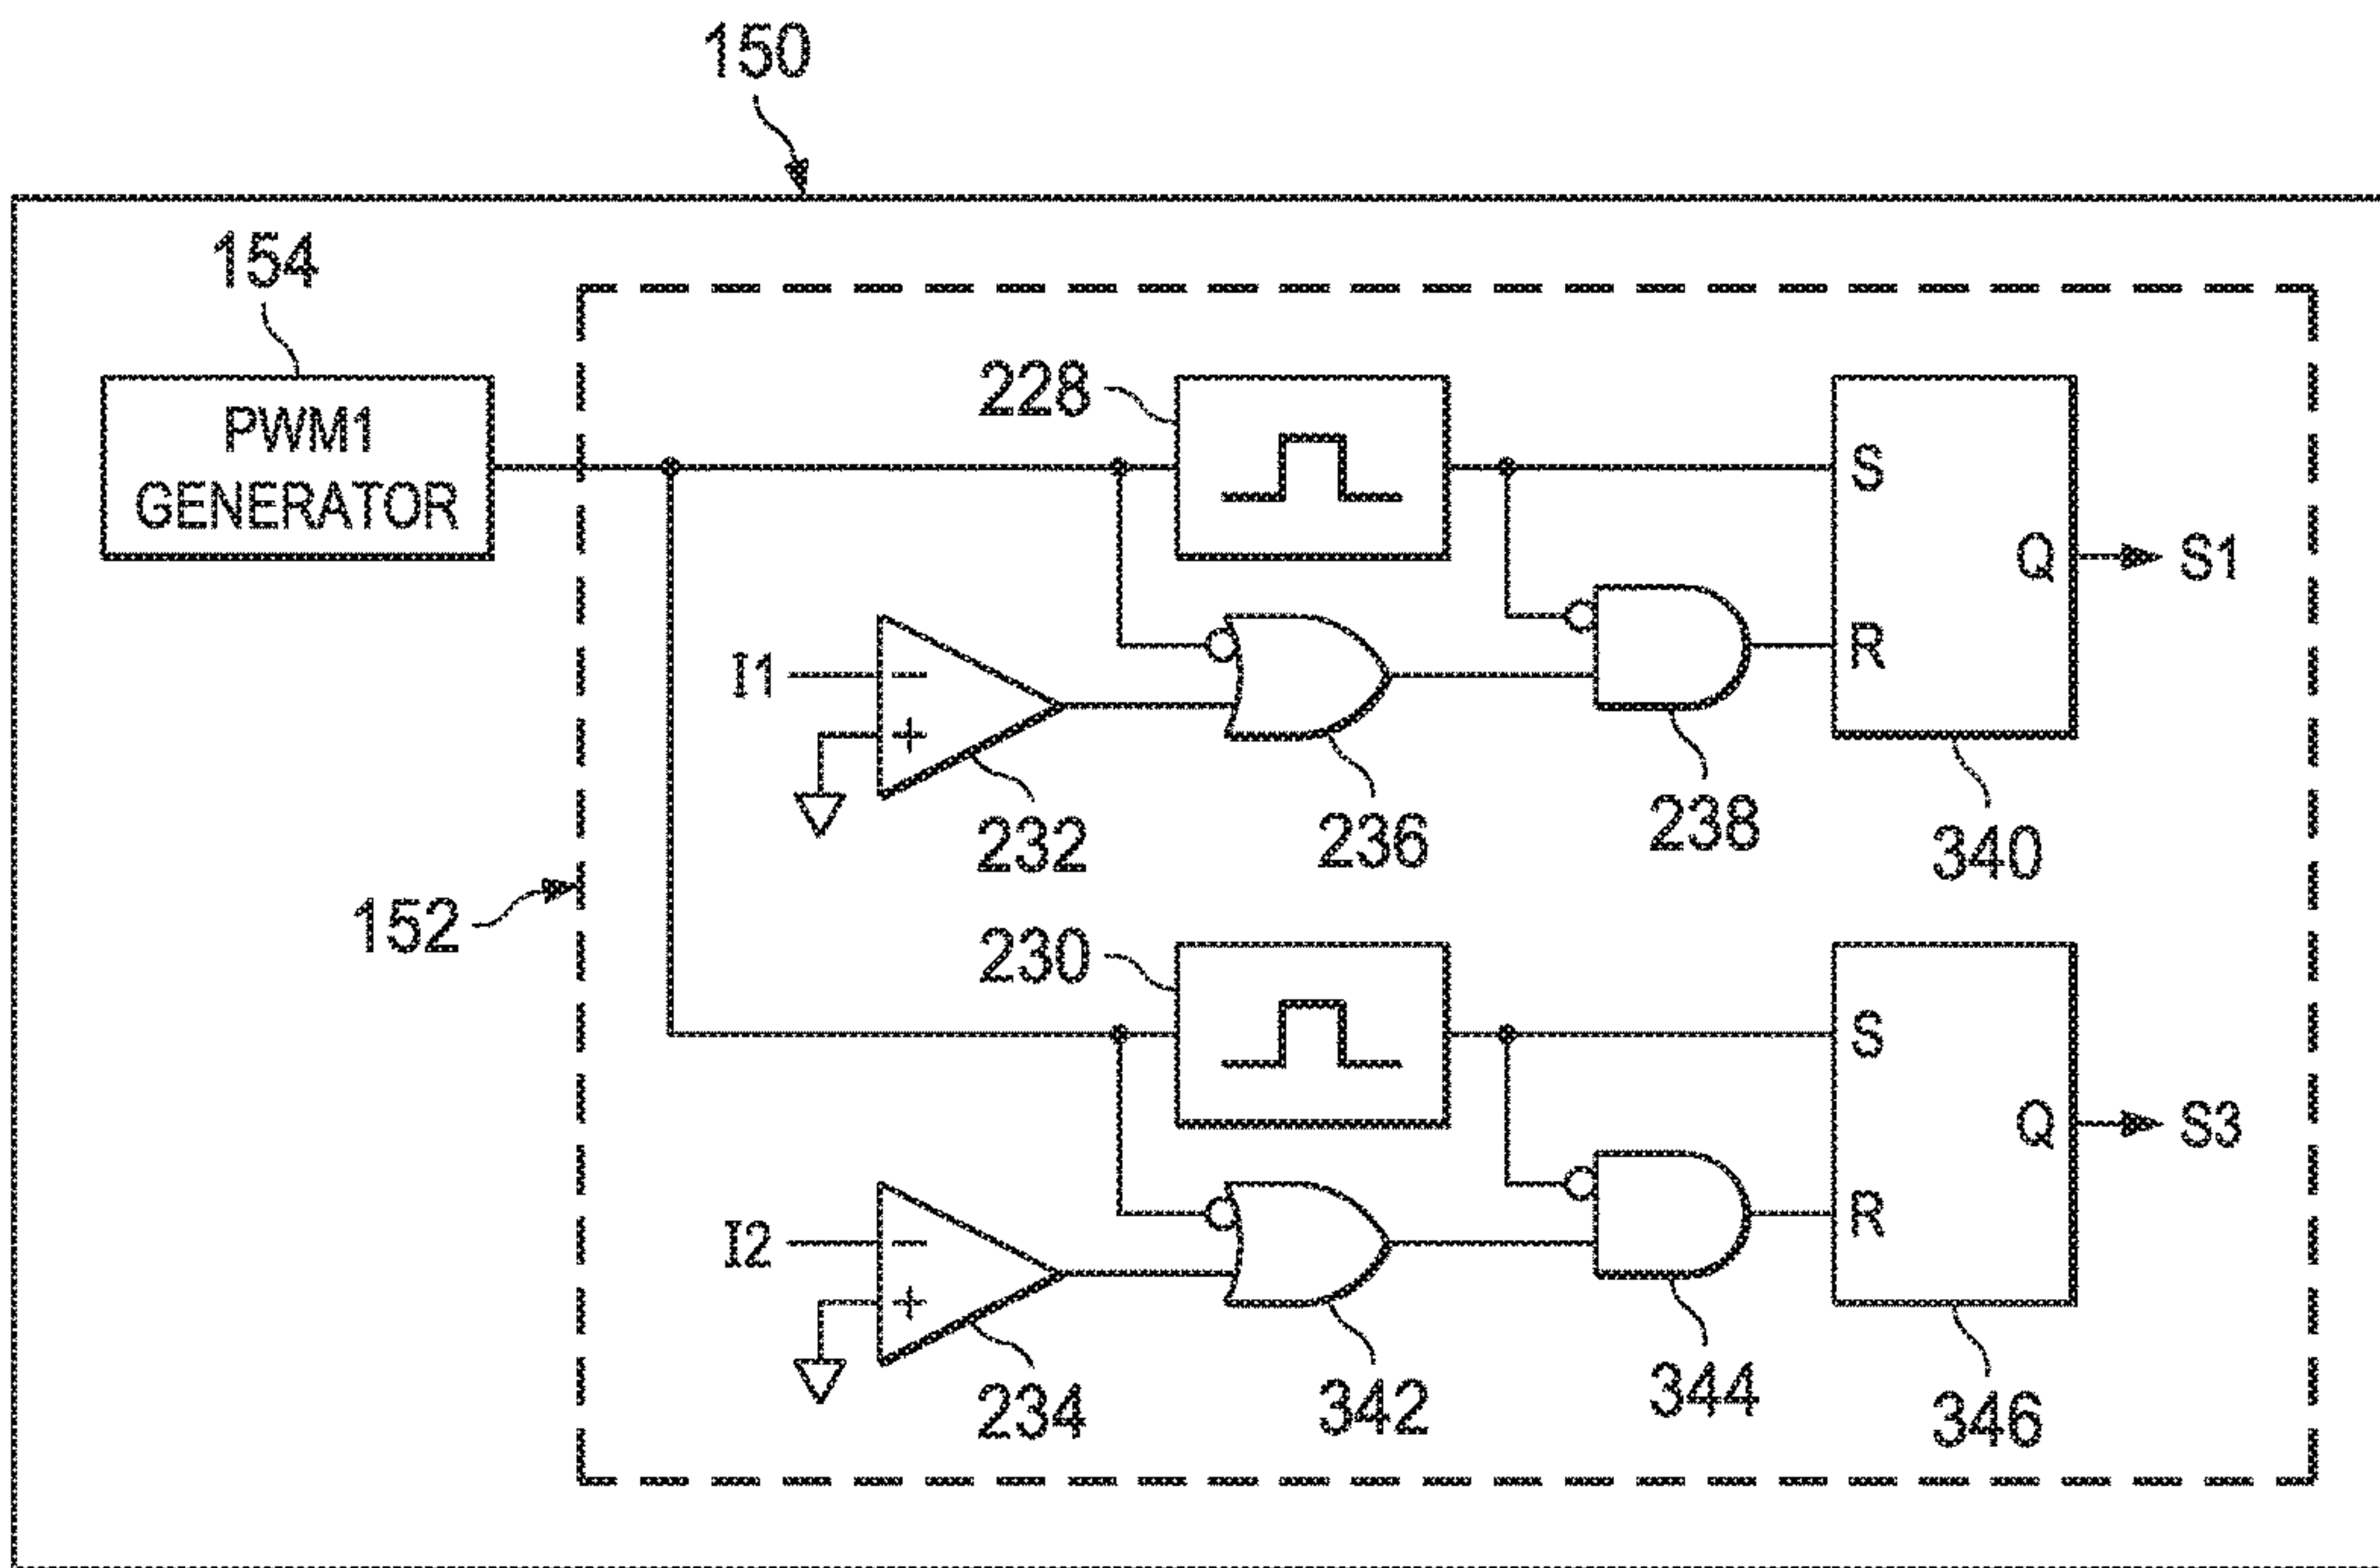 150
154
PWM1
GENERATOR
228
S
Q
S1
I1
−
+
R
232
236
238
340
152
230
S
Q
S3
I2
−
+
R
234
342
344
346